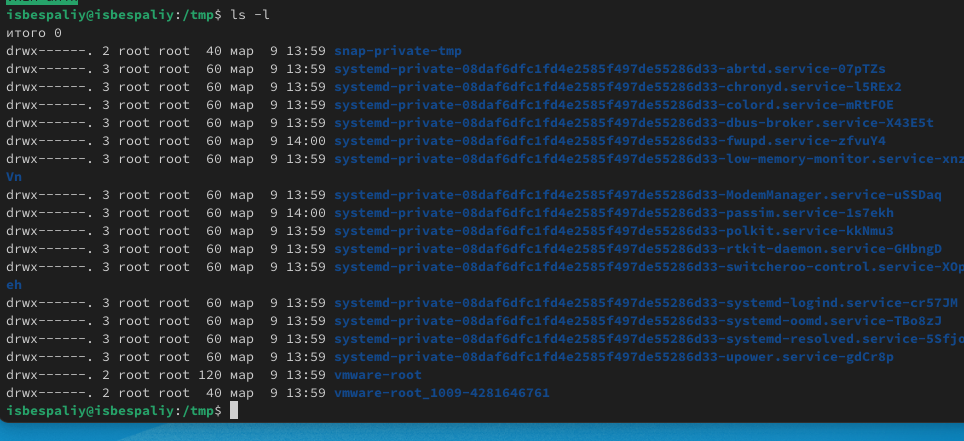 isbespaliy@isbespaliy:/tmp$ ls -l
итого 0
drwx------. 2 root root  40 мар  9 13:59 snap-private-tmp
drwx------. 3 root root  60 мар  9 13:59 systemd-private-08daf6dfc1fd4e2585f497de55286d33-abrtd.service-07pTZs
drwx------. 3 root root  60 мар  9 13:59 systemd-private-08daf6dfc1fd4e2585f497de55286d33-chronyd.service-lSREx2
drwx------. 3 root root  60 мар  9 13:59 systemd-private-08daf6dfc1fd4e2585f497de55286d33-colord.service-mRtFOE
drwx------. 3 root root  60 мар  9 13:59 systemd-private-08daf6dfc1fd4e2585f497de55286d33-dbus-broker.service-X43E5t
drwx------. 3 root root  60 мар  9 14:00 systemd-private-08daf6dfc1fd4e2585f497de55286d33-fwupd.service-zfvuY4
drwx------. 3 root root  60 мар  9 13:59 systemd-private-08daf6dfc1fd4e2585f497de55286d33-low-memory-monitor.service-xnz
Vn
drwx------. 3 root root  60 мар  9 13:59 systemd-private-08daf6dfc1fd4e2585f497de55286d33-ModemManager.service-uSSDaq
drwx------. 3 root root  60 мар  9 14:00 systemd-private-08daf6dfc1fd4e2585f497de55286d33-passim.service-1s7ekh
drwx------. 3 root root  60 мар  9 13:59 systemd-private-08daf6dfc1fd4e2585f497de55286d33-polkit.service-kkNmu3
drwx------. 3 root root  60 мар  9 13:59 systemd-private-08daf6dfc1fd4e2585f497de55286d33-rtkit-daemon.service-GHbngD
drwx------. 3 root root  60 мар  9 13:59 systemd-private-08daf6dfc1fd4e2585f497de55286d33-switcheroo-control.service-XOp
eh
drwx------. 3 root root  60 мар  9 13:59 systemd-private-08daf6dfc1fd4e2585f497de55286d33-systemd-logind.service-cr57JM
drwx------. 3 root root  60 мар  9 13:59 systemd-private-08daf6dfc1fd4e2585f497de55286d33-systemd-oomd.service-TBo8zJ
drwx------. 3 root root  60 мар  9 13:59 systemd-private-08daf6dfc1fd4e2585f497de55286d33-systemd-resolved.service-5Sfjo
drwx------. 3 root root  60 мар  9 13:59 systemd-private-08daf6dfc1fd4e2585f497de55286d33-upower.service-gdCr8p
drwx------. 2 root root 120 мар  9 13:59 vmware-root
drwx------. 2 root root  40 мар  9 13:59 vmware-root_1009-4281646761
isbespaliy@isbespaliy:/tmp$